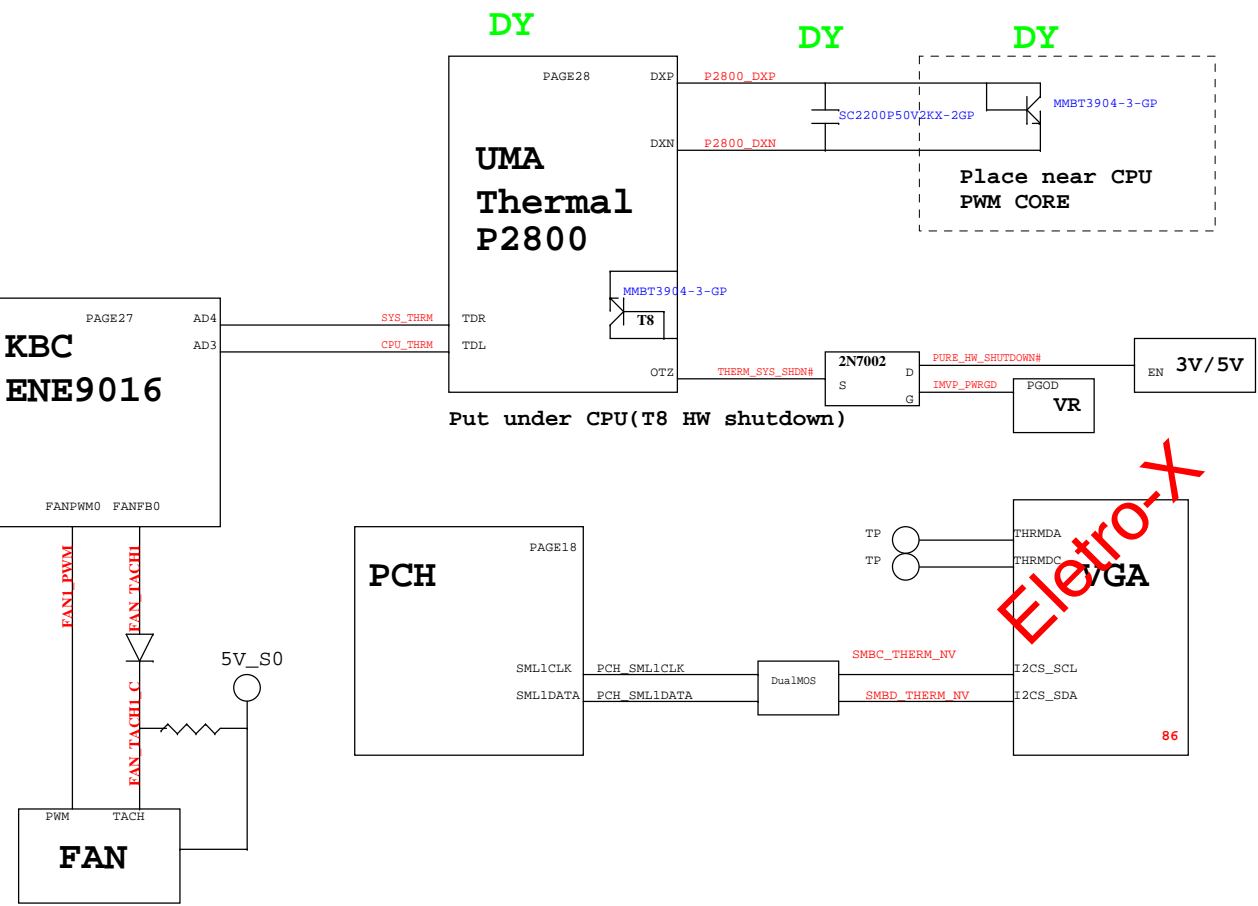 DY
DY
DY
PAGE28
DXP
P2800_DXP
MMBT3904-3-GP
SC2200P50V2KX-2GP
DXN
P2800_DXN
UMA
Thermal
P2800
Place near CPU
PWM CORE
MMBT3904-3-GP
T8
PAGE27
AD4
SYS_THRM
TDR
KBC
ENE9016
AD3
CPU_THRM
TDL
OTZ
THERM_SYS_SHDN#
2N7002
D
S
G
PURE_HW_SHUTDOWN#
EN
3V/5V
IMVP_PWRGD
PGOD
VR
Put under CPU(T8 HW shutdown)
FANPWM0
FANFB0
FAN1_PWM
FAN_TACH1
PAGE18
PCH
TP
THRMDA
TP
THRMDC
VGA
Eletro-X
5V_S0
SML1CLK
PCH_SML1CLK
DualMOS
SMBC_THERM_NV
I2CS_SCL
SML1DATA
PCH_SML1DATA
SMBD_THERM_NV
I2CS_SDA
FAN_TACH1_C
86
PWM
TACH
FAN